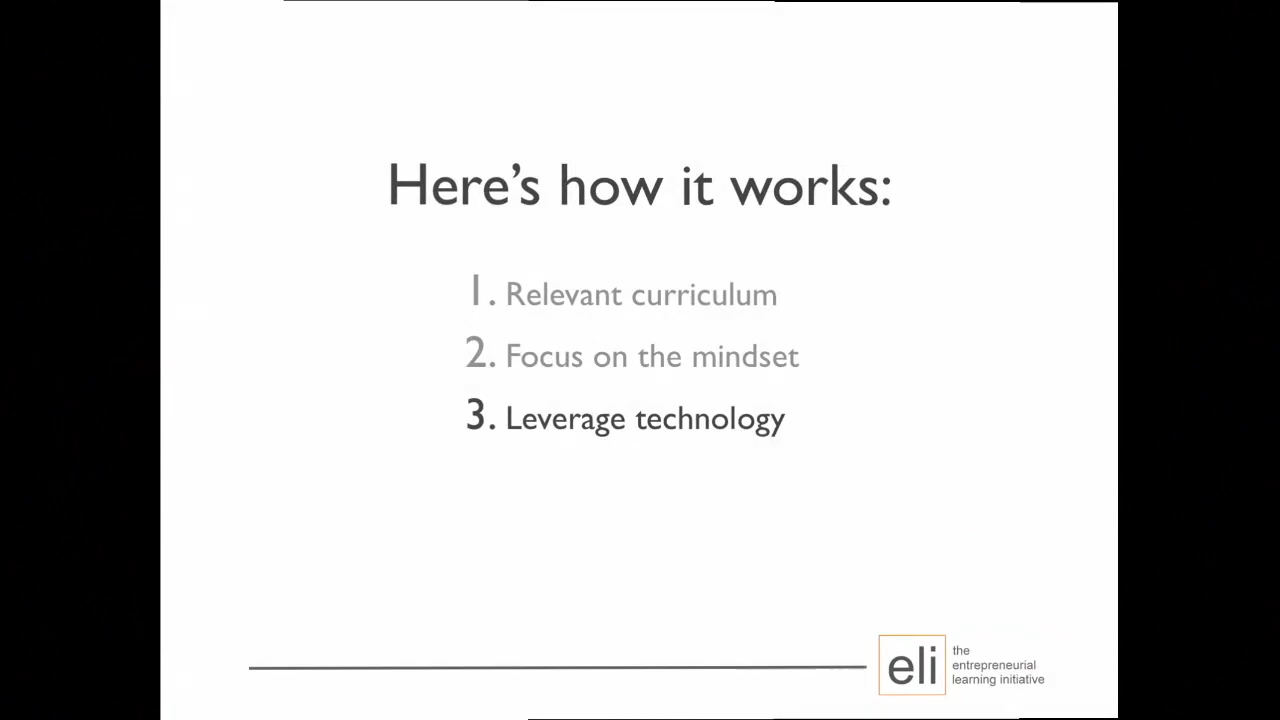 Here’s how it works:
1. Relevant curriculum
2. Focus on the mindset
3. Leverage technology
eli
the
entrepreneurial
learning initiative